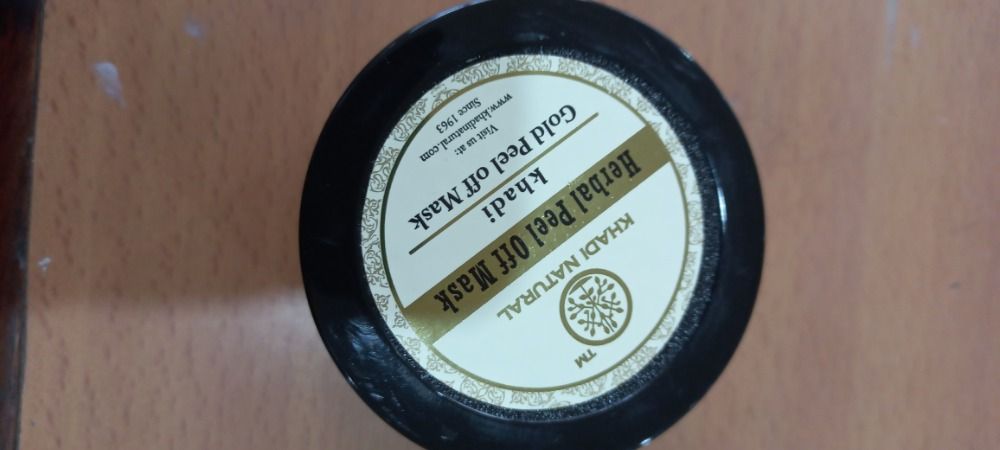 TM
KHADI NATURAL
Herbal Peel Off Mask
khadi
Gold Peel off Mask
Visit us at:
www.khadinatural.com
Since 1963